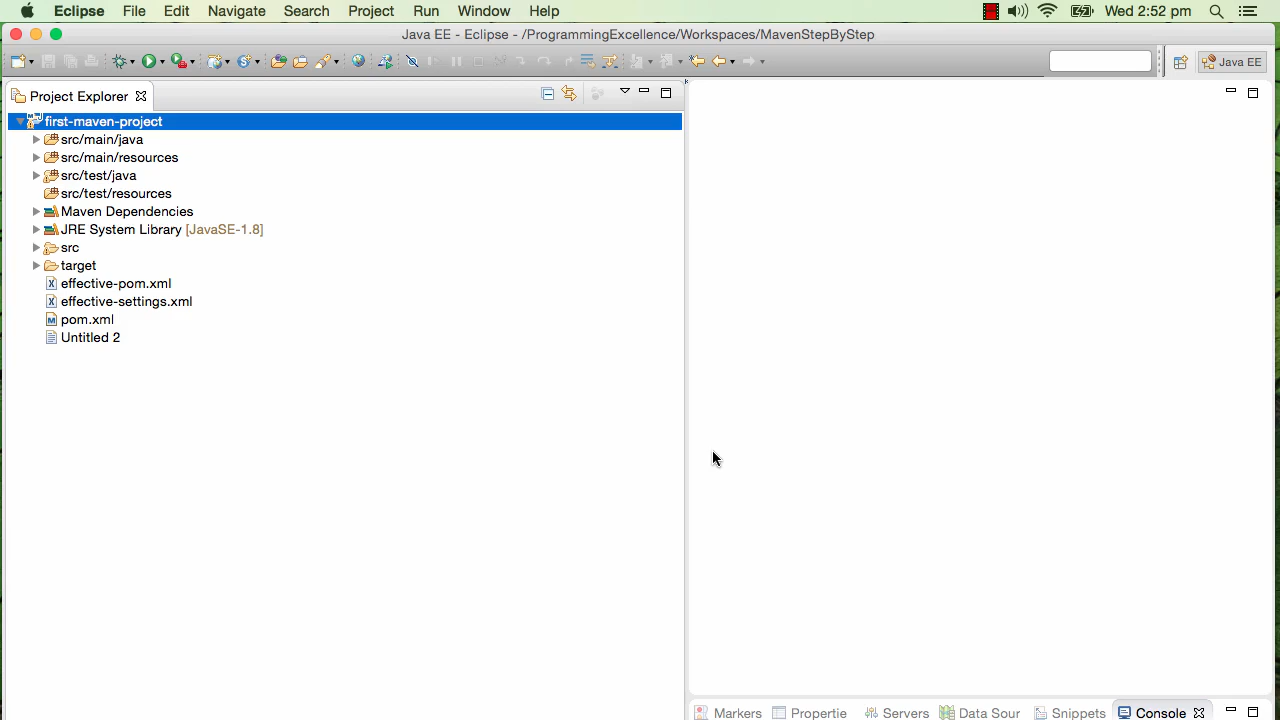 Eclipse File Edit Navigate Search Project Run Window Help Wed 2:52 pm
Java EE - Eclipse - /ProgrammingExcellence/Workspaces/MavenStepByStep
Java EE
Project Explorer
first-maven-project
src/main/java
src/main/resources
src/test/java
src/test/resources
Maven Dependencies
JRE System Library [JavaSE-1.8]
src
target
effective-pom.xml
effective-settings.xml
pom.xml
Untitled 2
Markers Propertie Servers Data Sour Snippets Console